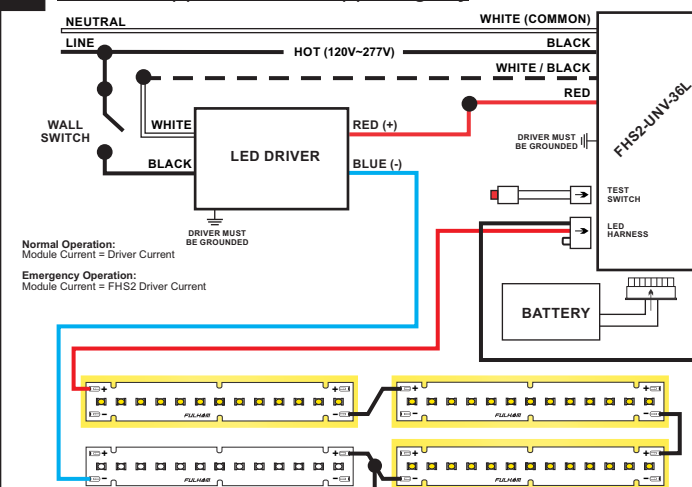 NEUTRAL
WHITE (COMMON)
LINE
HOT (120V~277V)
BLACK
WHITE / BLACK
RED
WALL
SWITCH
WHITE
RED (+)
LED DRIVER
BLACK
BLUE (-)
DRIVER MUST
BE GROUNDED
FHS2-UNV-36L
DRIVER MUST
BE GROUNDED
TEST
SWITCH
LED
HARNESS
Normal Operation:
Module Current = Driver Current
Emergency Operation:
Module Current = FHS2 Driver Current
BATTERY
+ +
- -
FULHAM
+ +
- -
FULHAM
+ +
- -
FULHAM
+ +
- -
FULHAM